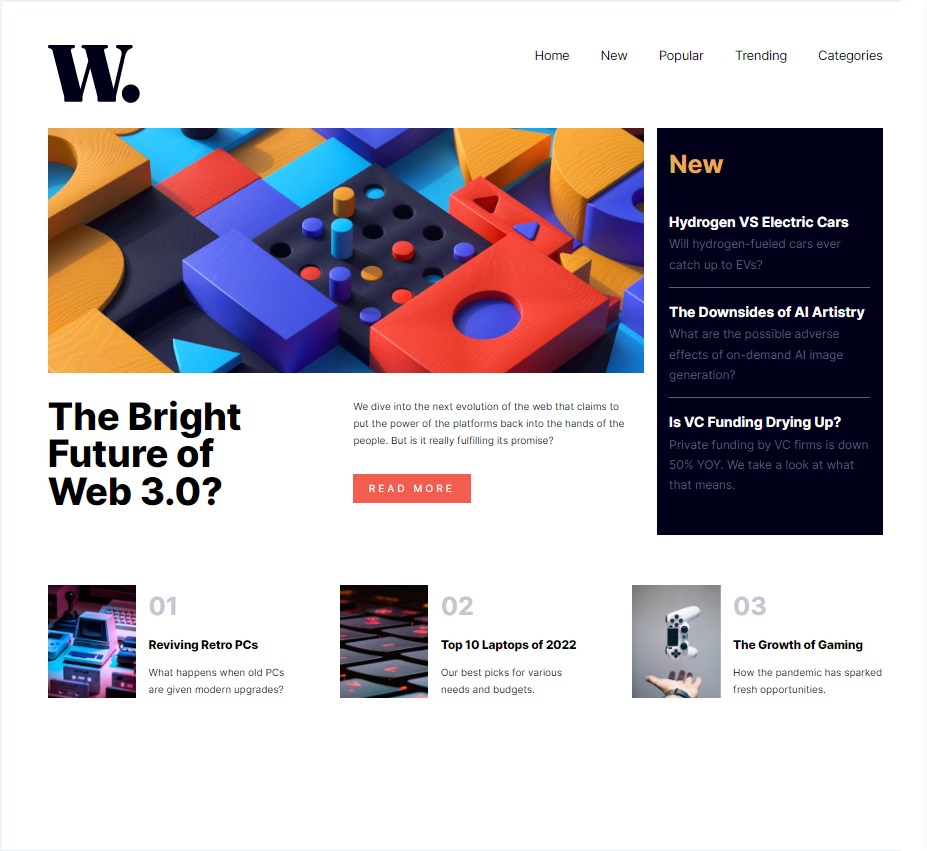 W.
Home New Popular Trending Categories
The Bright
Future of
Web 3.0?
We dive into the next evolution of the web that claims to
put the power of the platforms back into the hands of the
people. But is it really fulfilling its promise?
READ MORE
New
Hydrogen VS Electric Cars
Will hydrogen-fueled cars ever
catch up to EVs?
The Downsides of AI Artistry
What are the possible adverse
effects of on-demand AI image
generation?
Is VC Funding Drying Up?
Private funding by VC firms is down
50% YOY. We take a look at what
that means.
01
Reviving Retro PCs
What happens when old PCs
are given modern upgrades?
02
Top 10 Laptops of 2022
Our best picks for various
needs and budgets.
03
The Growth of Gaming
How the pandemic has sparked
fresh opportunities.